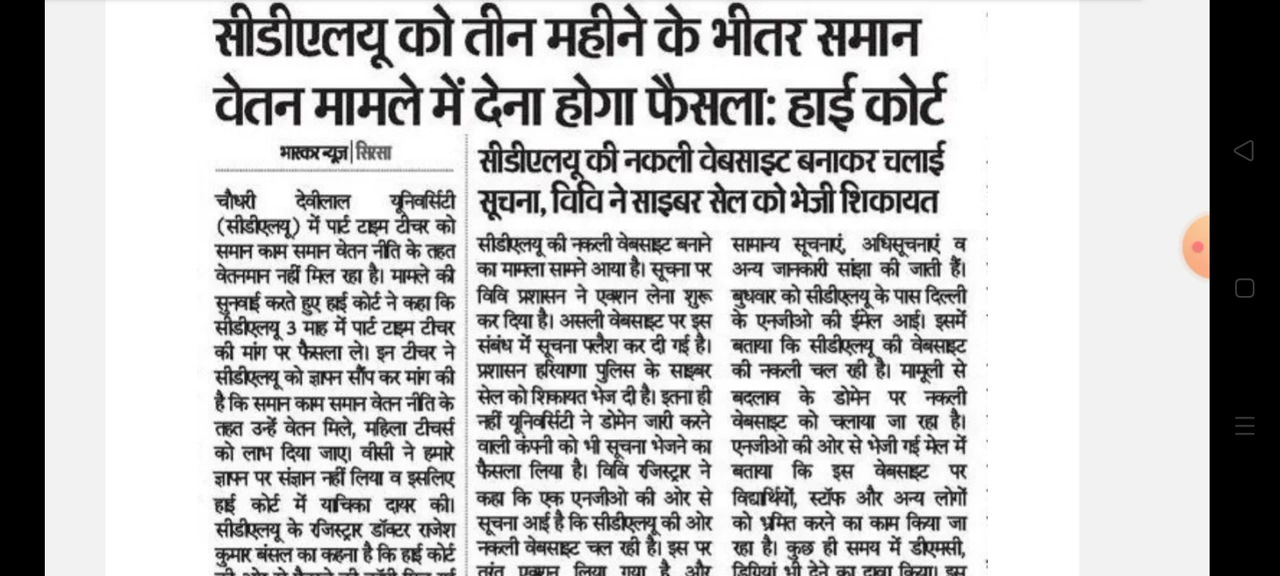 सीडीएलयू को तीन महीने के भीतर समान
वेतन मामले में देना होगा फैसला: हाई कोर्ट
भास्कर न्यूज | सिरसा
चौधरी देवीलाल यूनिवर्सिटी
(सीडीएलयू) में पार्ट टाइम टीचर को
समान काम समान वेतन नीति के तहत
वेतनमान नहीं मिल रहा है। मामले की
सुनवाई करते हुए हाई कोर्ट ने कहा कि
सीडीएलयू 3 माह में पार्ट टाइम टीचर
की मांग पर फैसला ले। इन टीचर ने
सीडीएलयू को ज्ञापन सौंप कर मांग की
है कि समान काम समान वेतन नीति के
तहत उन्हें वेतन मिले, महिला टीचर्स
को लाभ दिया जाए। वीसी ने हमारे
ज्ञापन पर संज्ञान नहीं लिया व इसलिए
हाई कोर्ट में याचिका दायर की।
सीडीएलयू के रजिस्ट्रार डॉक्टर राजेश
कुमार बंसल का कहना है कि हाई कोर्ट
सीडीएलयू की नकली वेबसाइट बनाकर चलाई
सूचना, विवि ने साइबर सेल को भेजी शिकायत
सीडीएलयू की नकली वेबसाइट बनाने
का मामला सामने आया है। सूचना पर
विवि प्रशासन ने एक्शन लेना शुरू
कर दिया है। असली वेबसाइट पर इस
संबंध में सूचना फ्लैश कर दी गई है।
प्रशासन हरियाणा पुलिस के साइबर
सेल को शिकायत भेज दी है। इतना ही
नहीं यूनिवर्सिटी ने डोमेन जारी करने
वाली कंपनी को भी सूचना भेजने का
फैसला लिया है। विवि रजिस्ट्रार ने
कहा कि एक एनजीओ की ओर से
सूचना आई है कि सीडीएलयू की ओर
नकली वेबसाइट चल रही है। इस पर
तुरंत एक्शन लिया गया है और
सामान्य सूचनाएं, अधिसूचनाएं व
अन्य जानकारी सांझा की जाती हैं।
बुधवार को सीडीएलयू के पास दिल्ली
के एनजीओ की ईमेल आई। इसमें
बताया कि सीडीएलयू की वेबसाइट
की नकली चल रही है। मामूली से
बदलाव के डोमेन पर नकली
वेबसाइट को चलाया जा रहा है।
एनजीओ की ओर से भेजी गई मेल में
बताया कि इस वेबसाइट पर
विद्यार्थियों, स्टॉफ और अन्य लोगों
को भ्रमित करने का काम किया जा
रहा है। कुछ ही समय में डीएमसी,
डिग्रियां भी देने का दावा किया। इस